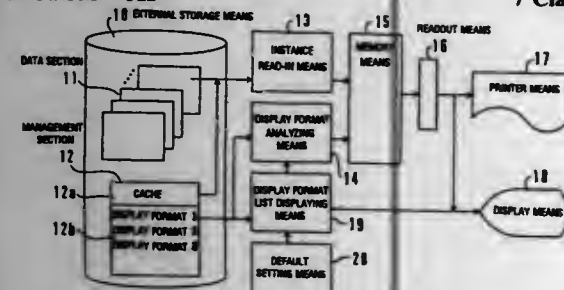 7 Cla
10 EXTERNAL STORAGE MEANS
DATA SECTION
11
MANAGEMENT SECTION
12
12a
CACHE
12b
DISPLAY FORMAT 1
DISPLAY FORMAT
DISPLAY FORMAT
13
INSTANCE READ-IN MEANS
DISPLAY FORMAT ANALYZING MEANS
14
DISPLAY FORMAT LIST DISPLAYING MEANS
19
DEFAULT SETTING MEANS
20
15
MEMORY MEANS
READOUT MEANS
16
17
PRINTER MEANS
18
DISPLAY MEANS